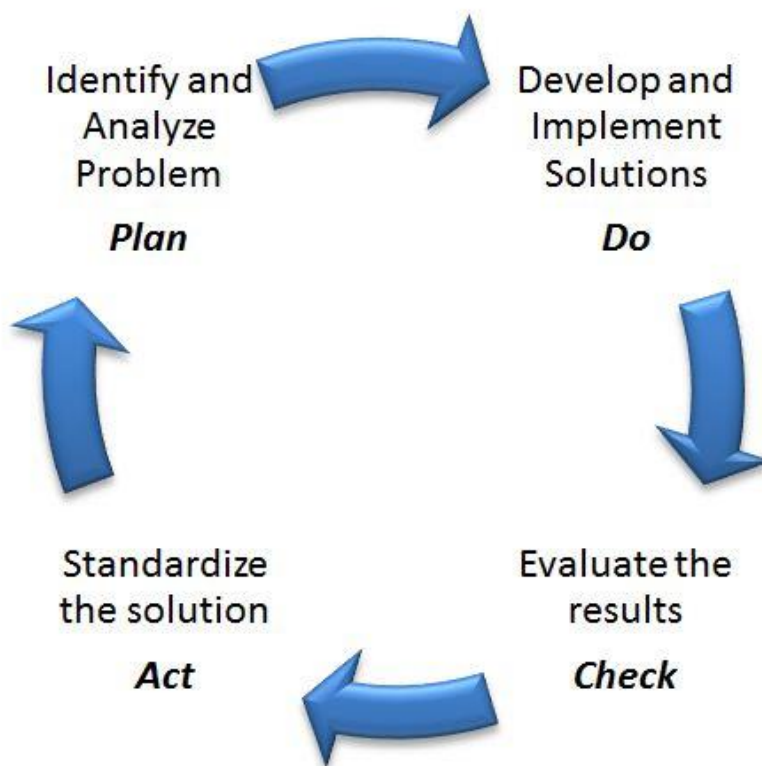 Identify and
Analyze
Problem
Plan
Develop and
Implement
Solutions
Do
Evaluate the
results
Check
Standardize
the solution
Act